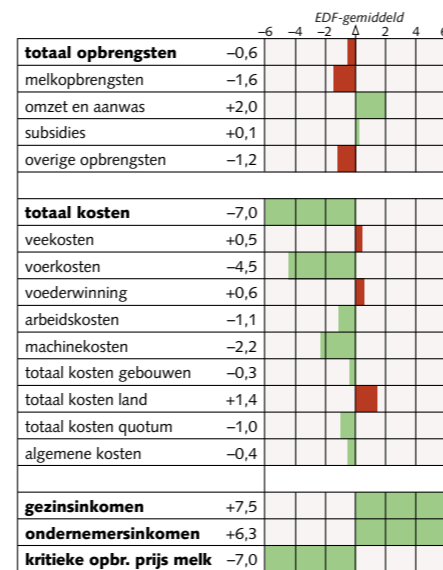 EDF-gemiddeld
−6 −4 −2 0 2 4 6
totaal opbrengsten −0,6
melkopbrengsten −1,6
omzet en aanwas +2,0
subsidies +0,1
overige opbrengsten −1,2
totaal kosten −7,0
veekosten +0,5
voerkosten −4,5
voederwinning +0,6
arbeidskosten −1,1
machinekosten −2,2
totaal kosten gebouwen −0,3
totaal kosten land +1,4
totaal kosten quotum −1,0
algemene kosten −0,4
gezinsinkomen +7,5
ondernemersinkomen +6,3
kritieke opbr. prijs melk −7,0